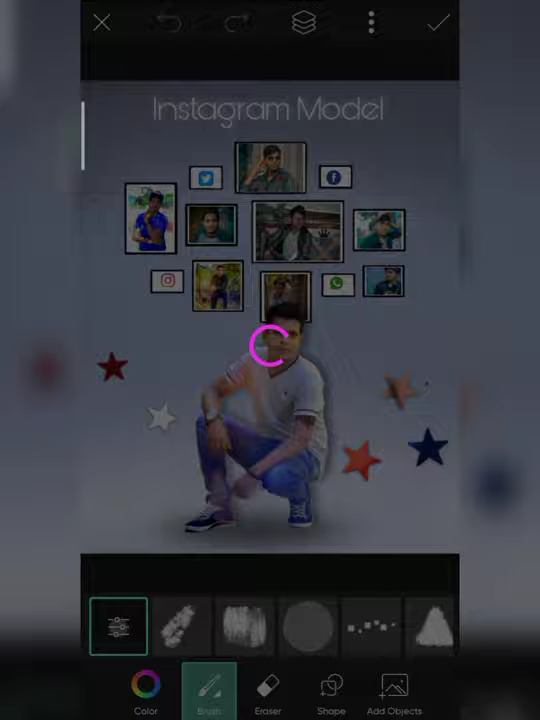 Instagram Model
Color
Brush
Eraser
Shape
Add Objects